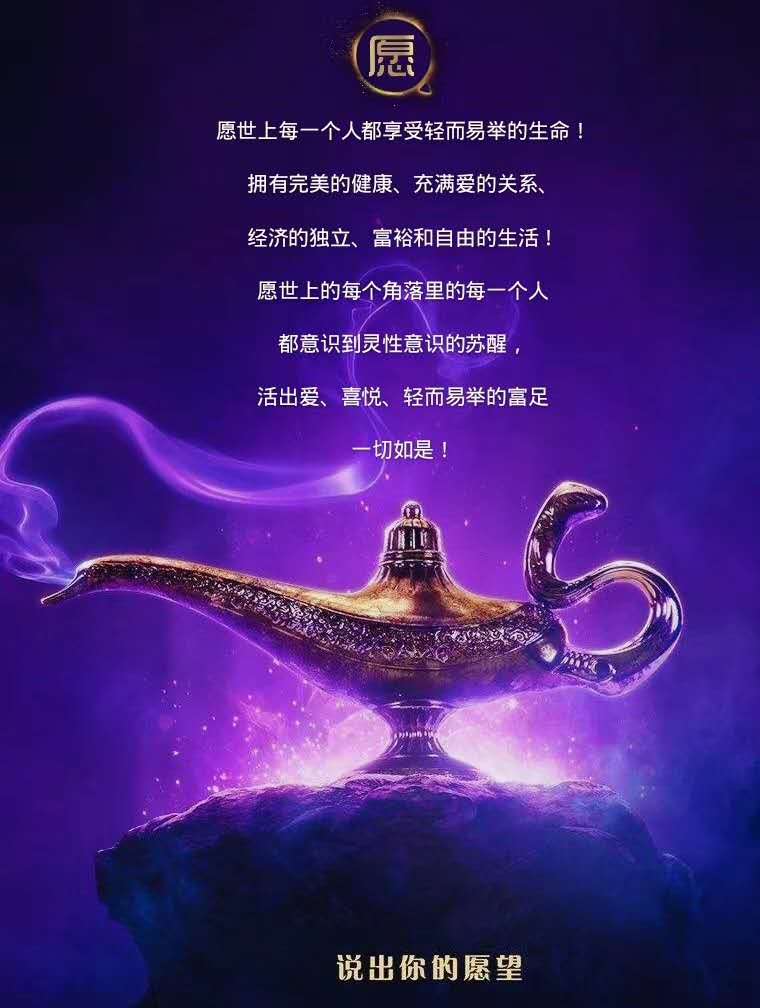 愿
愿世上每一个人都享受轻而易举的生命！
拥有完美的健康、充满爱的关系、
经济的独立、富裕和自由的生活！
愿世上的每个角落里的每一个人
都意识到灵性意识的苏醒，
活出爱、喜悦、轻而易举的富足
一切如是！
说出你的愿望